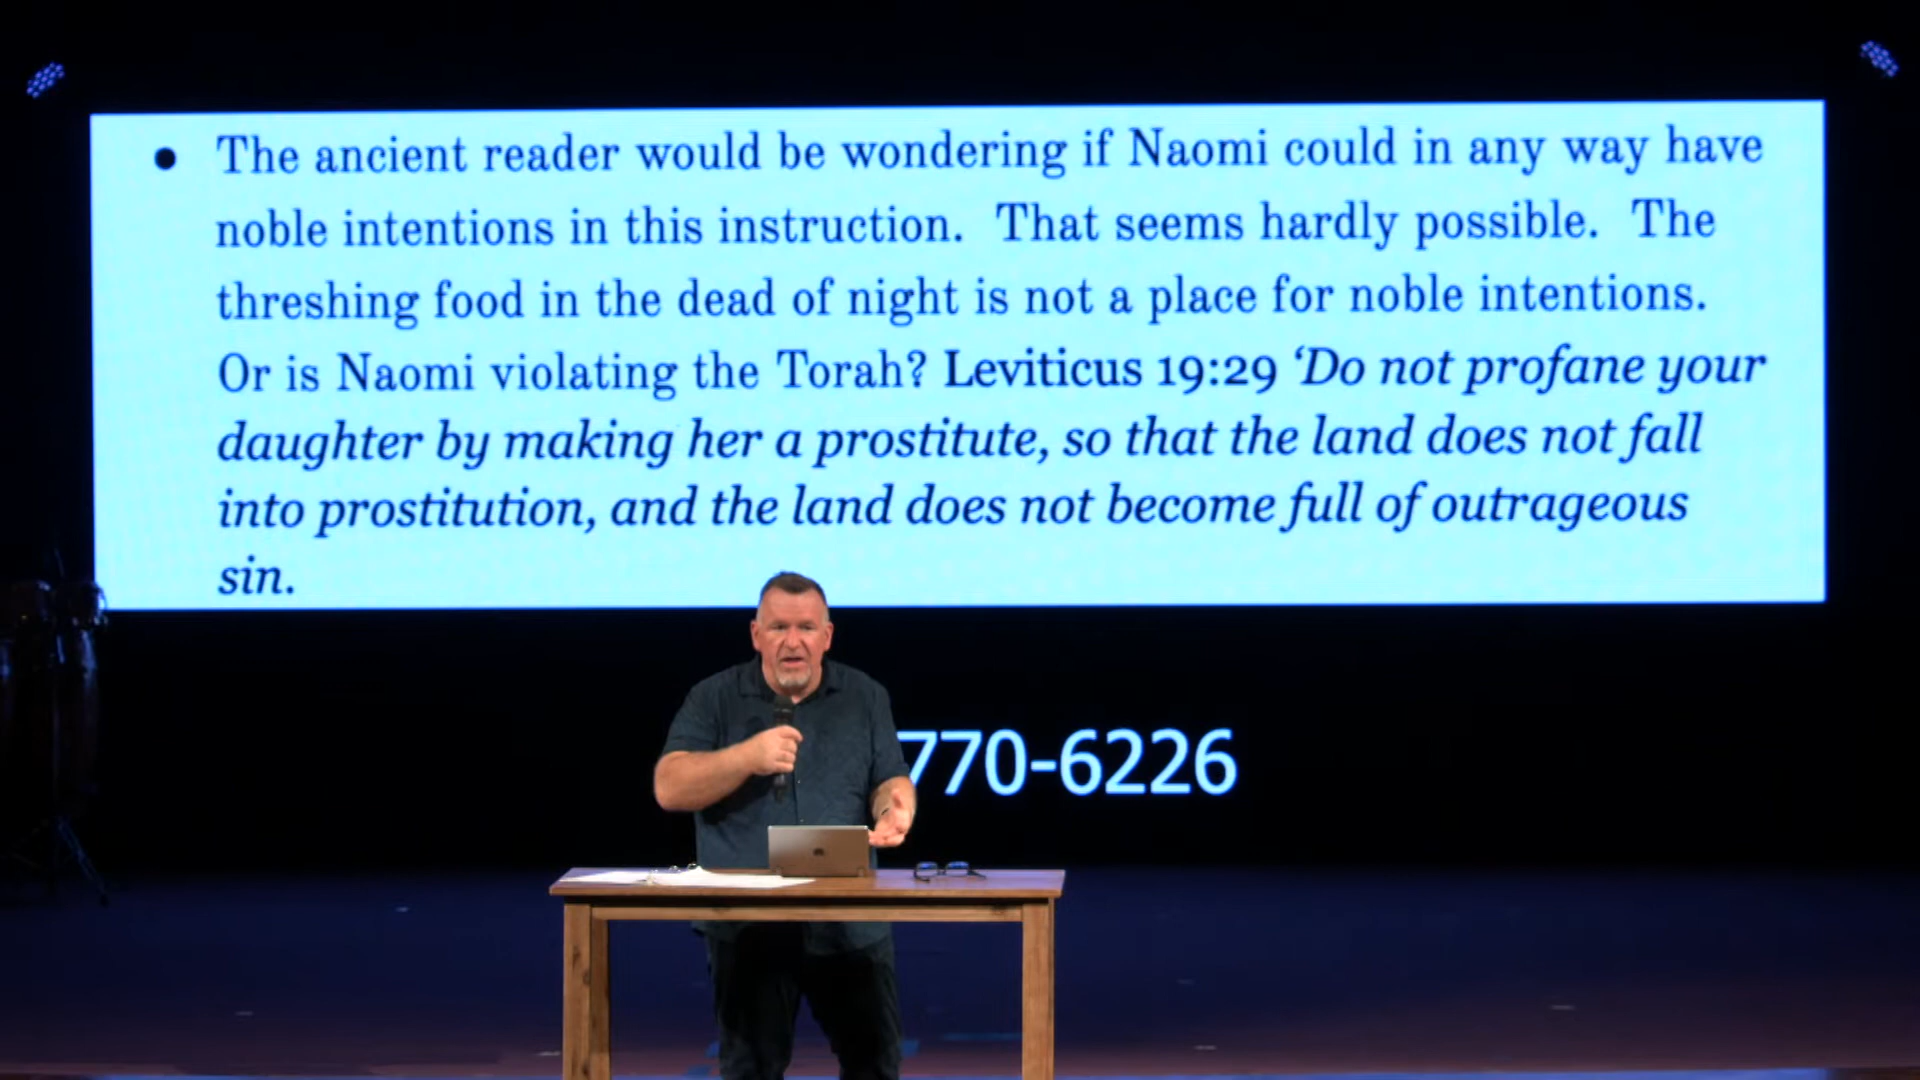 • The ancient reader would be wondering if Naomi could in any way have
noble intentions in this instruction. That seems hardly possible. The
threshing food in the dead of night is not a place for noble intentions.
Or is Naomi violating the Torah? Leviticus 19:29 ‘Do not profane your
daughter by making her a prostitute, so that the land does not fall
into prostitution, and the land does not become full of outrageous
sin.
770-6226